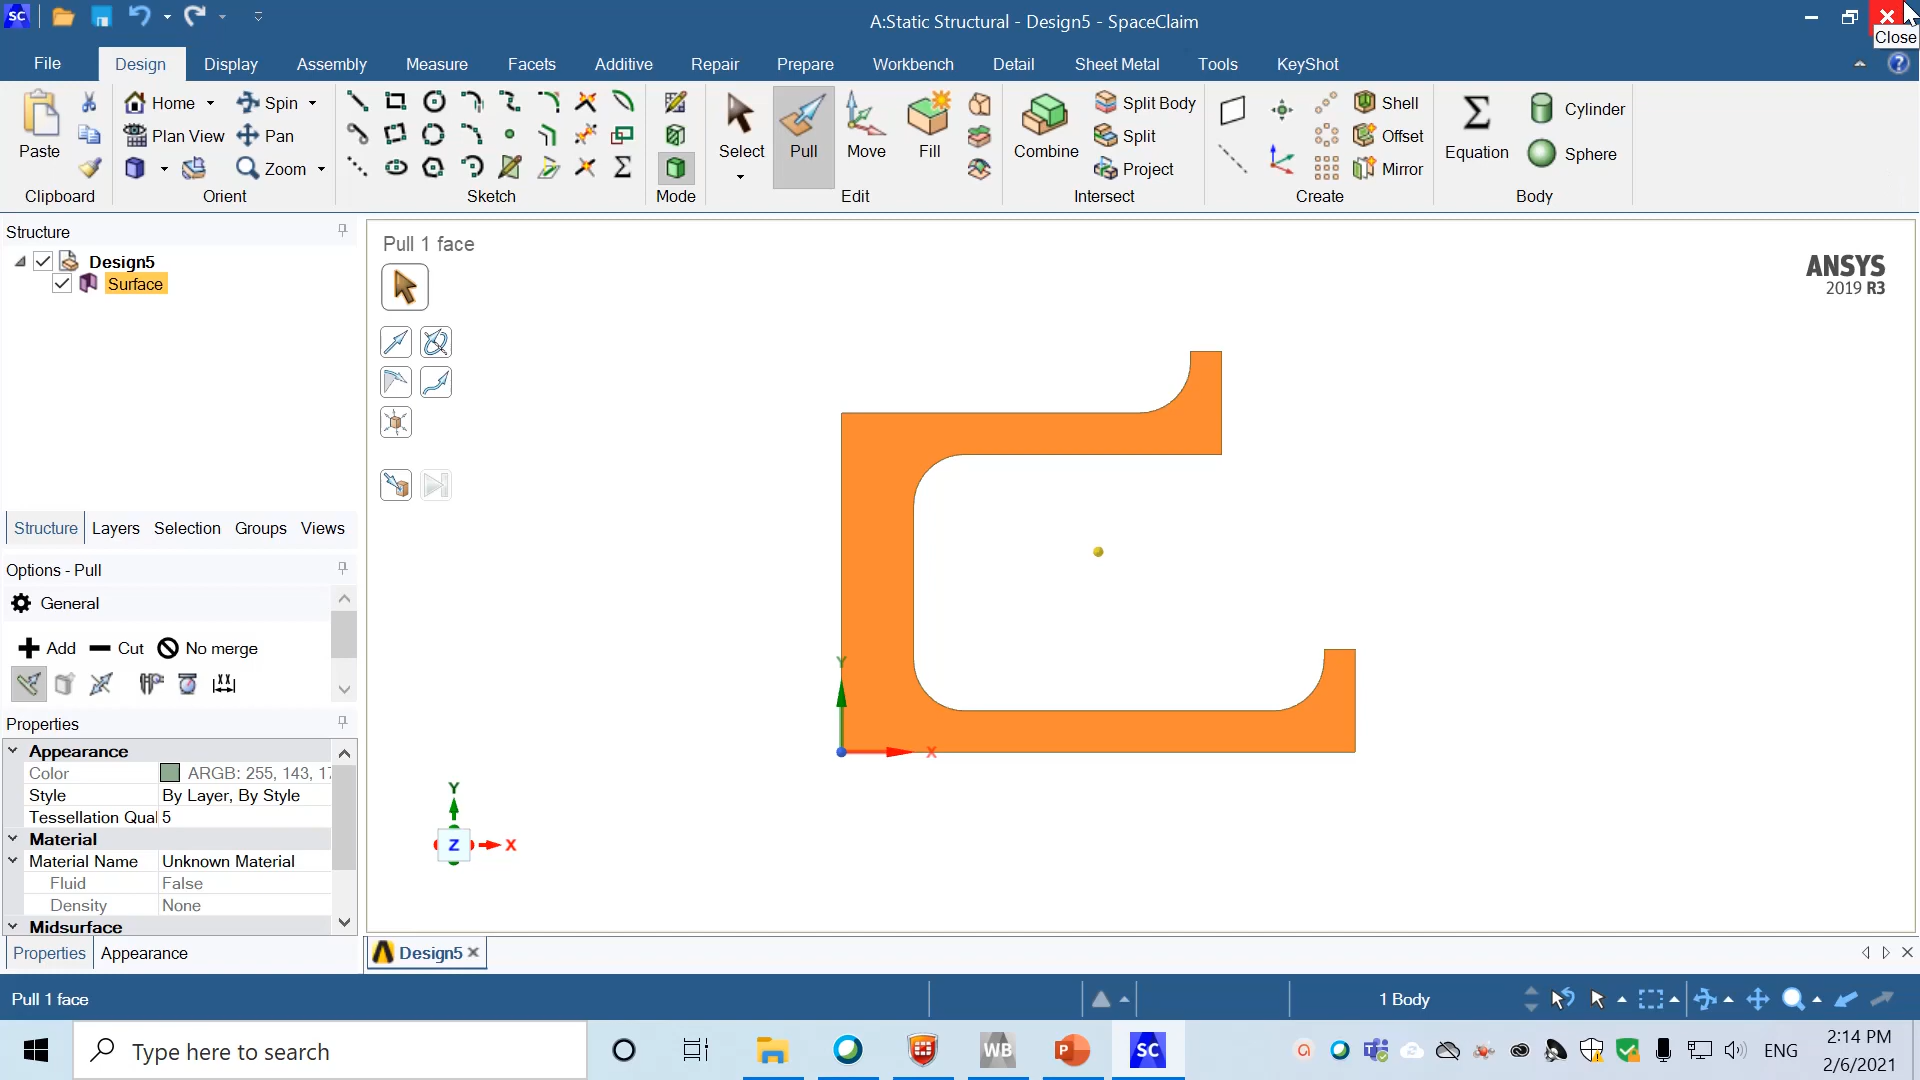 SC
A:Static Structural - Design5 - SpaceClaim
Close
File Design Display Assembly Measure Facets Additive Repair Prepare Workbench Detail Sheet Metal Tools KeyShot
Paste
Home Spin
Plan View Pan
Zoom
Select Pull Move Fill
Combine Split Body
Split
Project
Shell
Offset
Mirror
Equation Cylinder
Sphere
Clipboard Orient Sketch Mode Edit Intersect Create Body
Structure
Design5
Surface
Structure Layers Selection Groups Views
Options - Pull
General
Add Cut No merge
Properties
Appearance
Color ARGB: 255, 143, 17
Style By Layer, By Style
Tessellation Qual 5
Material
Material Name Unknown Material
Fluid False
Density None
Midsurface
Properties Appearance
Pull 1 face
ANSYS
2019 R3
Y
X
Y
Z X
Design5
Pull 1 face
1 Body
Type here to search
WB
SC
ENG
2:14 PM
2/6/2021